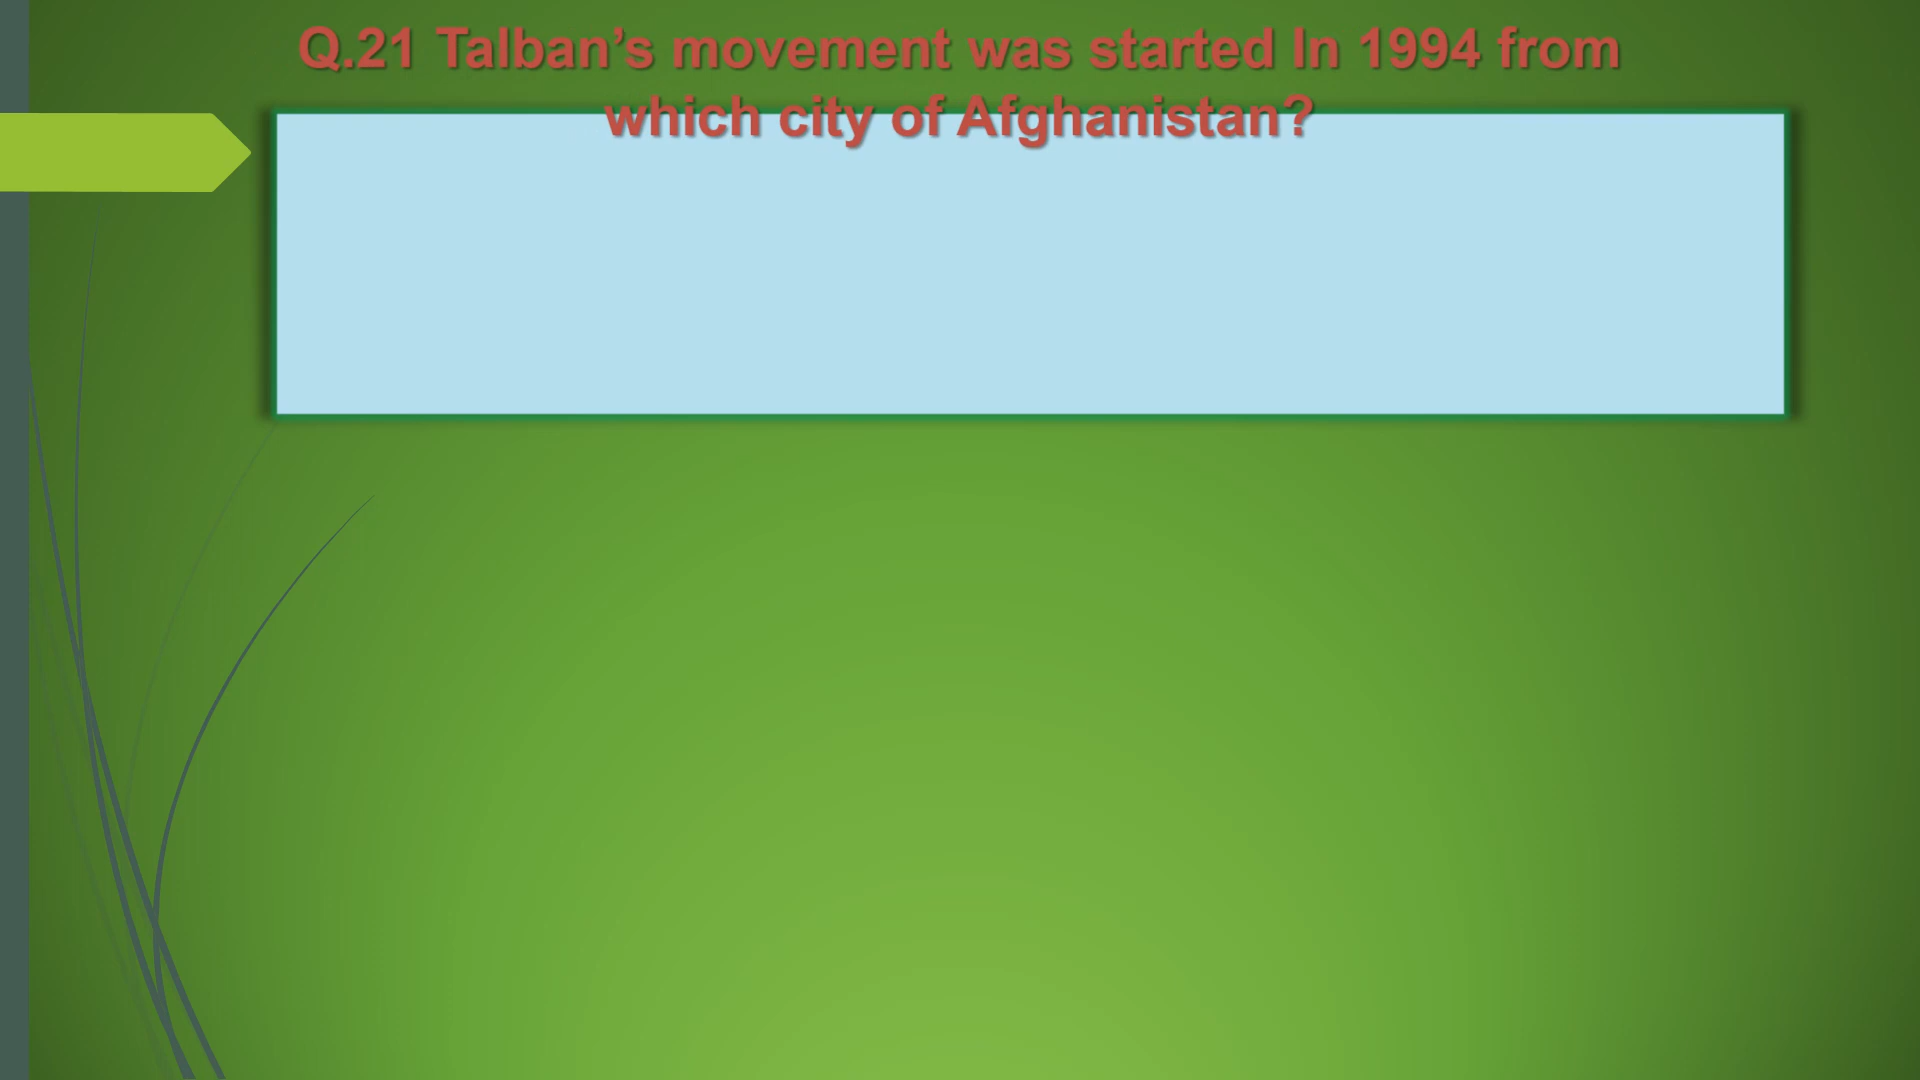 Q.21 Talban’s movement was started In 1994 from
which city of Afghanistan?